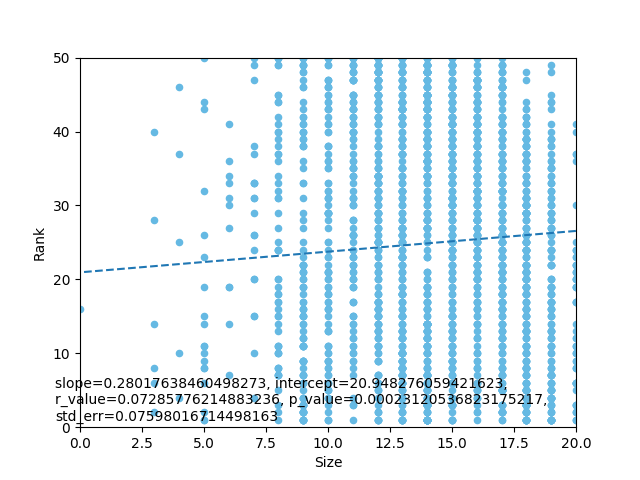 50
40
30
20
10
0
Rank
slope=0.28017638460498273, intercept=20.948276059421623,
r_value=0.07285776214883236, p_value=0.00023120536823175217,
std_err=0.07598016714498163
0.0 2.5 5.0 7.5 10.0 12.5 15.0 17.5 20.0
Size